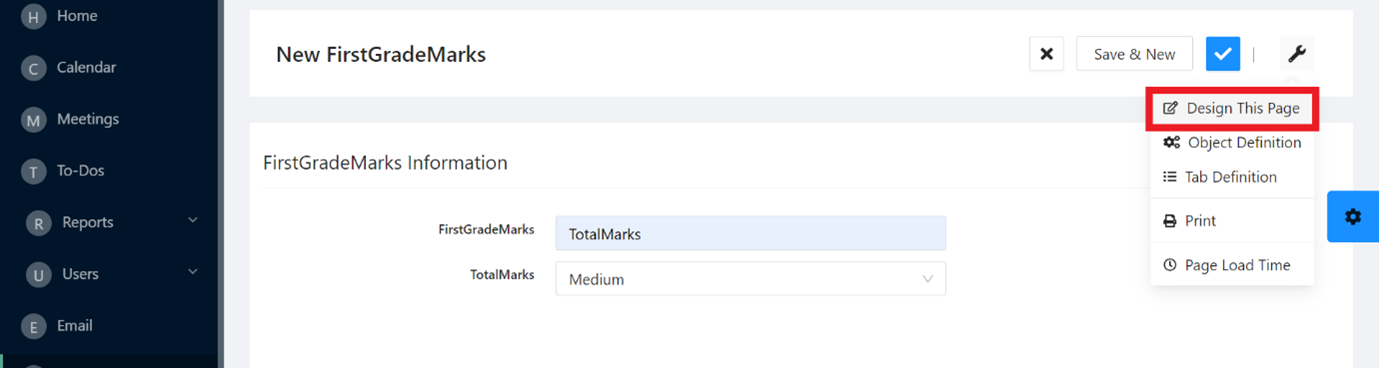 H Home
C Calendar
M Meetings
T To-Dos
R Reports
U Users
E Email
New FirstGradeMarks
Save & New
Design This Page
Object Definition
Tab Definition
Print
Page Load Time
FirstGradeMarks Information
FirstGradeMarks TotalMarks
TotalMarks Medium